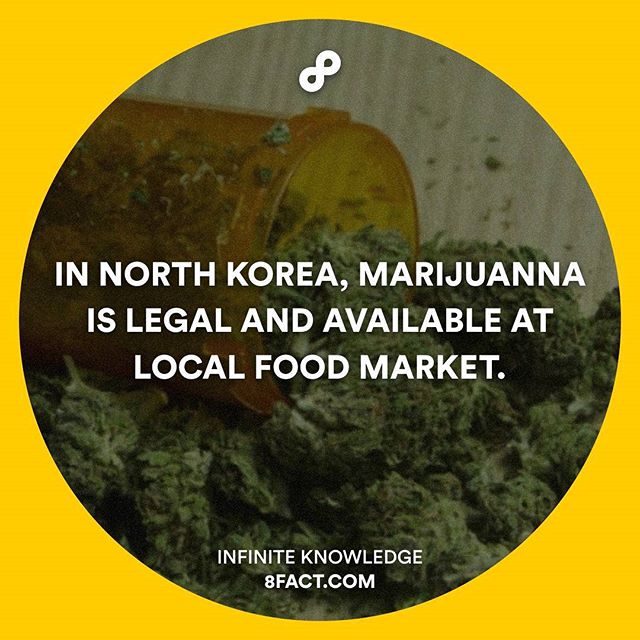 IN NORTH KOREA, MARIJUANNA
IS LEGAL AND AVAILABLE AT
LOCAL FOOD MARKET.
INFINITE KNOWLEDGE
8FACT.COM